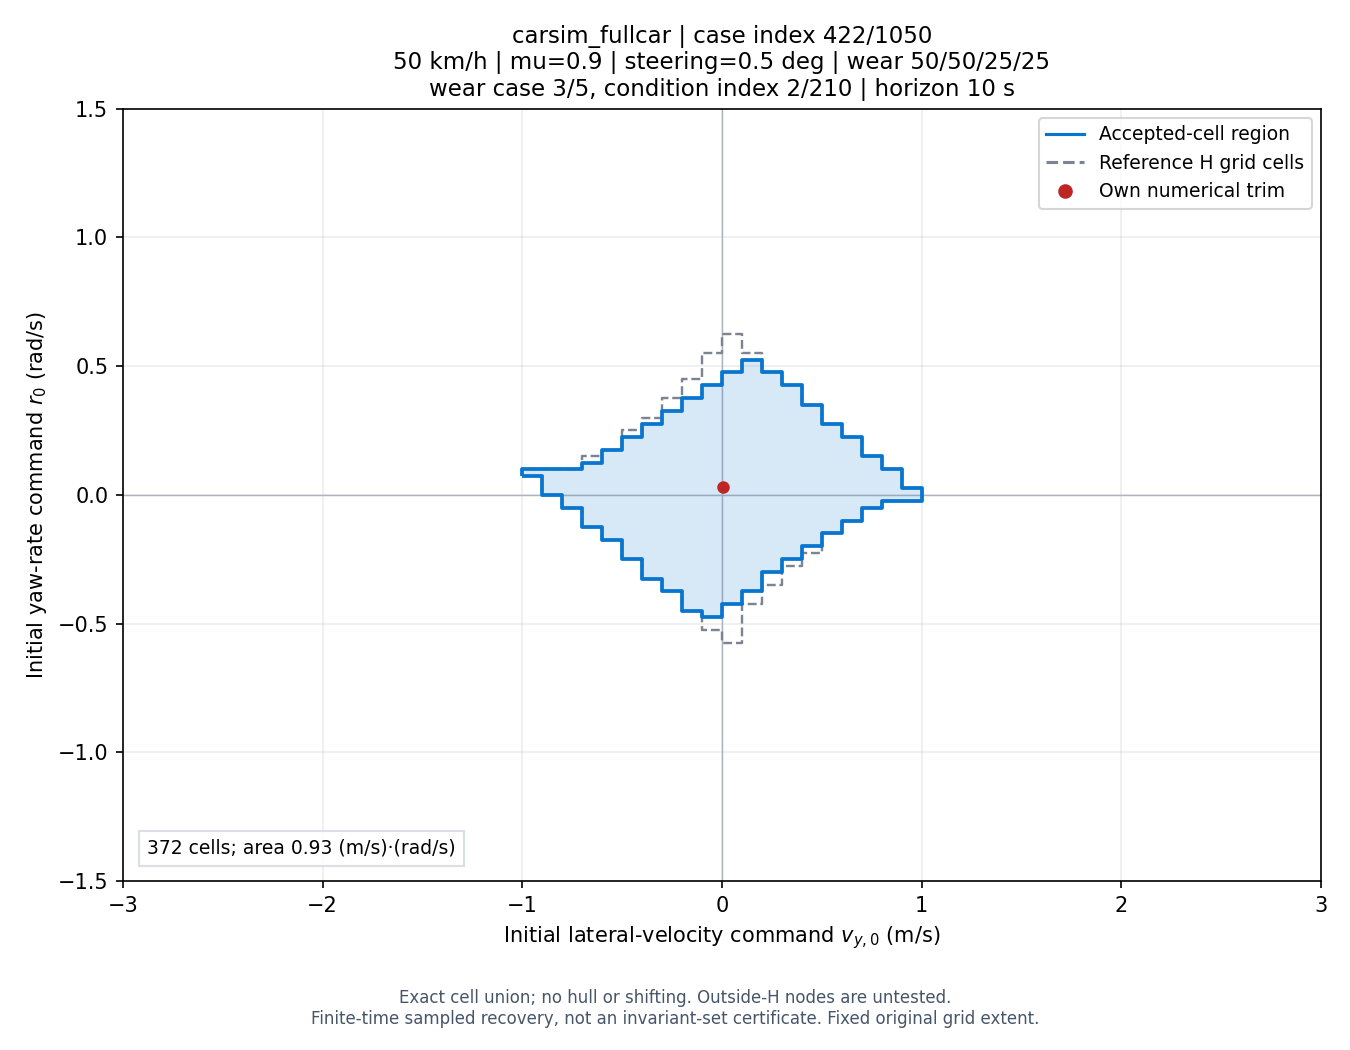 carsim_fullcar | case index 422/1050
50 km/h | mu=0.9 | steering=0.5 deg | wear 50/50/25/25
wear case 3/5, condition index 2/210 | horizon 10 s
Accepted-cell region
Reference H grid cells
Own numerical trim
1.5
1.0
0.5
0.0
−0.5
−1.0
−1.5
Initial yaw-rate command r0 (rad/s)
372 cells; area 0.93 (m/s)·(rad/s)
−3
−2
−1
0
1
2
3
Initial lateral-velocity command vy,0 (m/s)
Exact cell union; no hull or shifting. Outside-H nodes are untested.
Finite-time sampled recovery, not an invariant-set certificate. Fixed original grid extent.